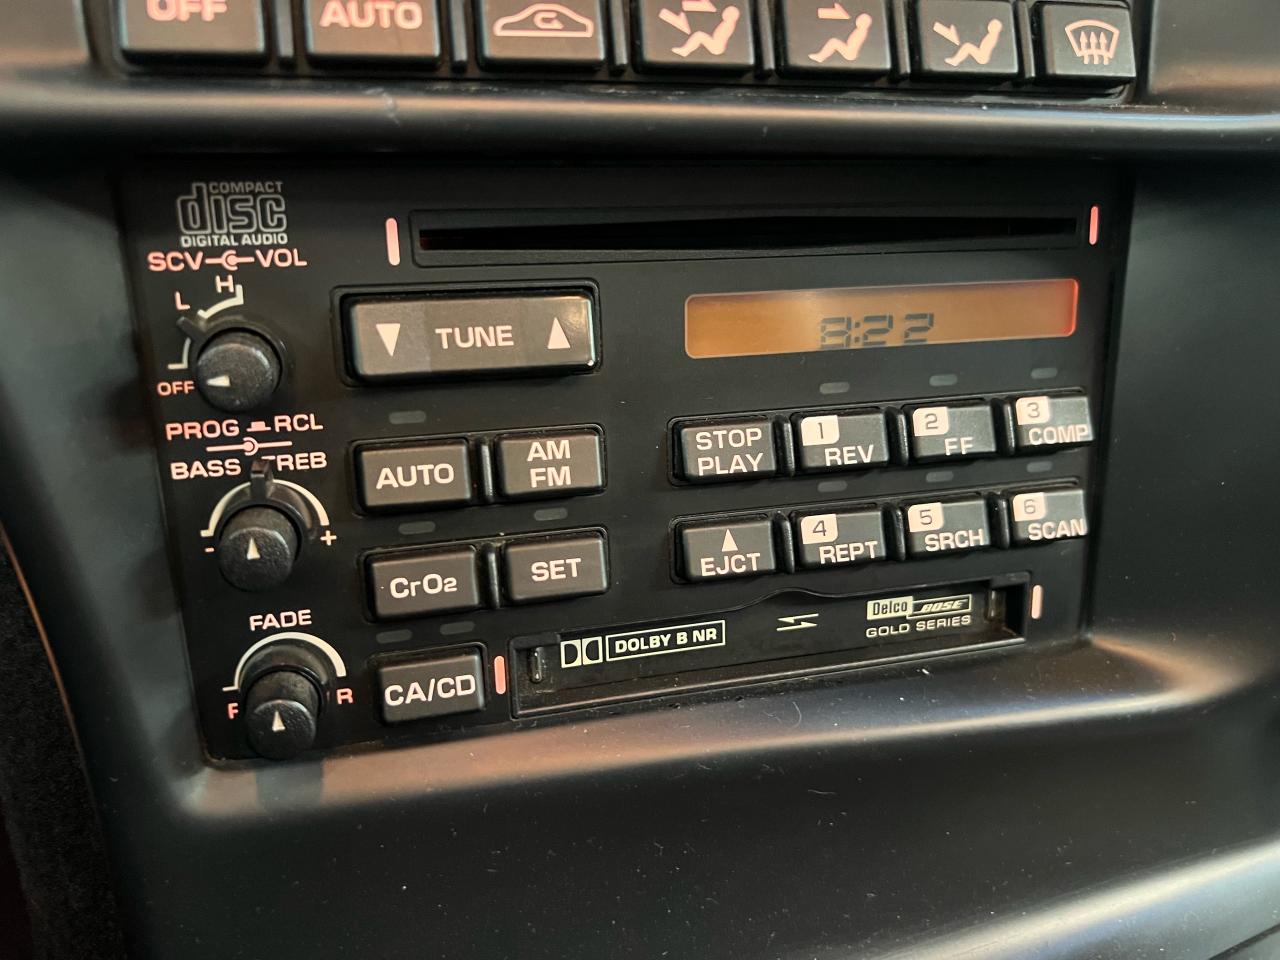 OFF
AUTO
COMPACT
disc
DIGITAL AUDIO
SCV VOL
L H
OFF
8:22
▼ TUNE ▲
PROG RCL
BASS TREB
- +
AUTO
AM
FM
STOP
PLAY
1
REV
2
FF
3
COMP
CrO2
SET
▲
EJCT
4
REPT
5
SRCH
6
SCAN
FADE
F R
CA/CD
DOLBY B NR
Delco BOSE
GOLD SERIES